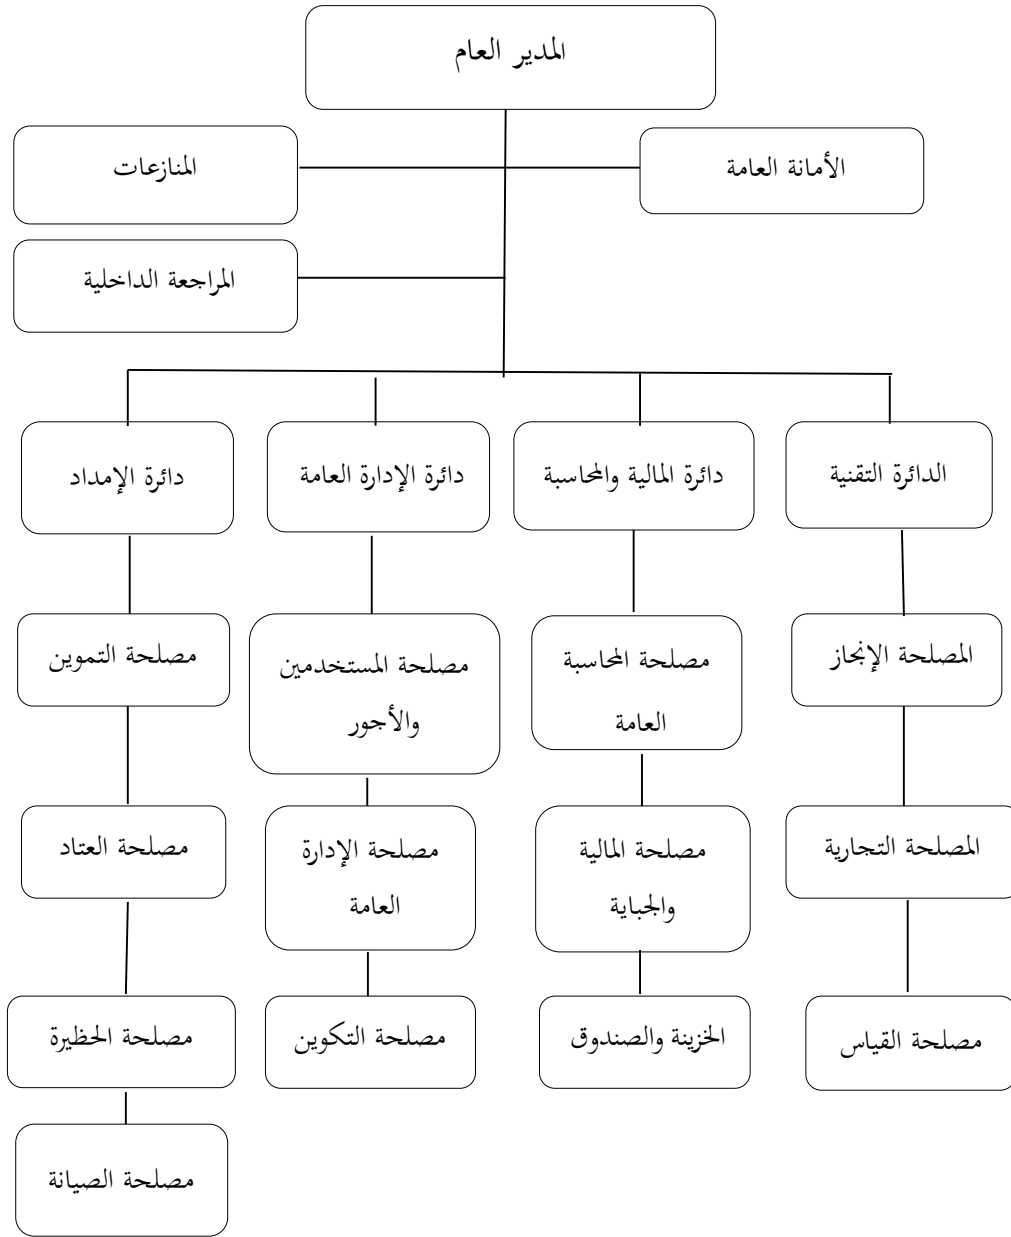 المدير العام
الأمانة العامة
المنازعات
المراجعة الداخلية
الدائرة التقنية
دائرة المالية والمحاسبة
دائرة الإدارة العامة
دائرة الإمداد
المصلحة الإنجاز
مصلحة المحاسبة
العامة
مصلحة المستخدمين
والأجور
مصلحة التموين
المصلحة التجارية
مصلحة المالية
والجباية
مصلحة الإدارة
العامة
مصلحة العتاد
مصلحة القياس
الخزينة والصندوق
مصلحة التكوين
مصلحة الحظيرة
مصلحة الصيانة